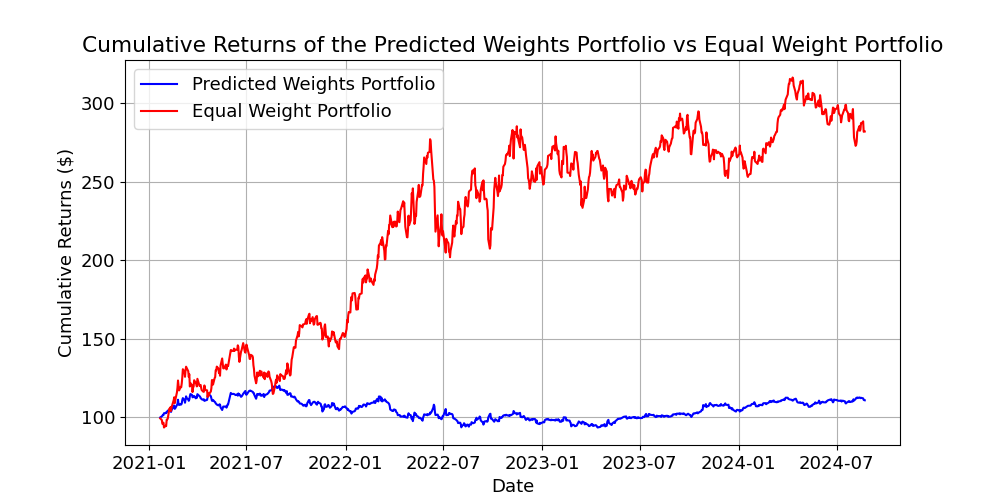 Cumulative Returns of the Predicted Weights Portfolio vs Equal Weight Portfolio
Predicted Weights Portfolio
Equal Weight Portfolio
Cumulative Returns ($)
300
250
200
150
100
2021-01 2021-07 2022-01 2022-07 2023-01 2023-07 2024-01 2024-07
Date